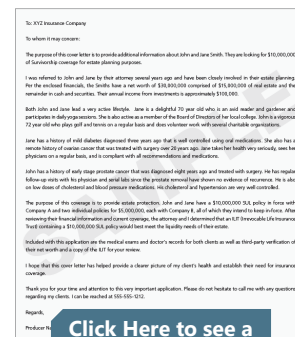 To: XYZ Insurance Company
To whom it may concern:
The purpose of this cover letter is to provide additional information about John and Jane Smith. They are looking for $10,000,000
of Survivorship coverage for estate planning purposes.
I was referred to John and Jane by their attorney several years ago and have been closely involved in their estate planning.
Per the enclosed financials, the Smiths have a net worth of $30,800,000 comprised of $15,800,000 of real estate and the
remainder in cash and securities. Their annual income from investments is approximately $100,000.
Both John and Jane lead a very active lifestyle. Jane is a delightful 70 year old who is an avid reader and gardener and
participates in daily yoga sessions. She is also active as a member of the Board of Directors of her local college. John is a vigorous
72 year old who plays golf and tennis on a regular basis and does volunteer work with several charitable organizations.
Jane has a history of mild diabetes diagnosed three years ago that is well controlled using oral medications. She also has a
remote history of ovarian cancer that was treated with surgery over 28 years ago. Jane takes her health very seriously, sees her
physicians on a regular basis, and is compliant with all recommendations and medications.
John has a history of early stage prostate cancer that was diagnosed eight years ago and treated with surgery. He has regular
follow-up visits with his physician and serial labs since the prostate removal have shown no evidence of recurrence. He is also
on low doses of cholesterol and blood pressure medications. His cholesterol and hypertension are very well controlled.
The purpose of this coverage is to provide estate protection. John and Jane have a $10,000,000 SUL policy in force with
Company A and two individual policies for $5,000,000, each with Company B, all of which they intend to keep in force. After
reviewing their financial information and current coverage, the attorney and I determined that an ILIT (Irrevocable Life Insurance
Trust) containing a $10,000,000 SUL policy would best meet the liquidity needs of their estate.
Included with this application are the medical exams and doctor's records for both clients as well as third-party verification of
their net worth and a copy of the ILIT for your review.
I hope that this cover letter has helped provide a clearer picture of my client's health and establish their need for insurance
coverage.
Thank you for your time and attention to this very important application. Please do not hesitate to call me with any questions
regarding my clients. I can be reached at 555-555-1212.
Regards,
Producer
Click Here to see a